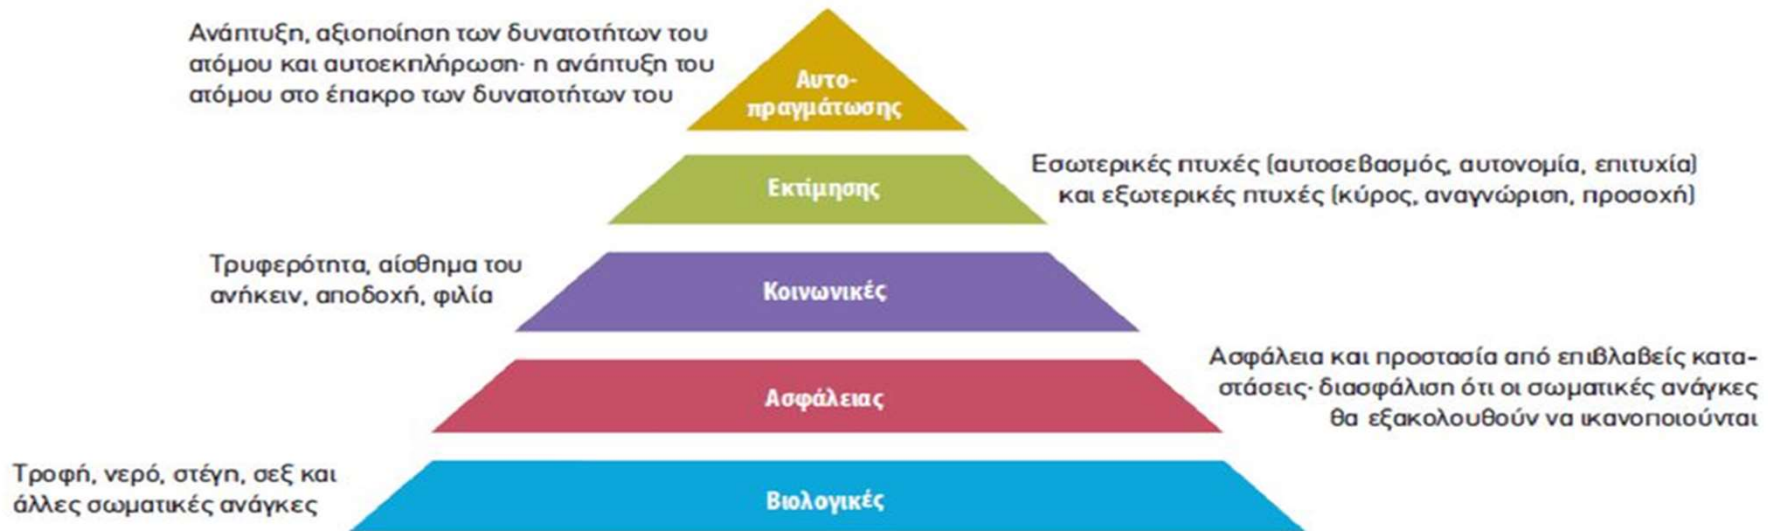 Ανάπτυξη, αξιοποίηση των δυνατοτήτων του
ατόμου και αυτοεκπλήρωση· η ανάπτυξη του
ατόμου στο έπακρο των δυνατοτήτων του
Αυτο-
πραγμάτωσης
Εκτίμησης
Εσωτερικές πτυχές (αυτοσεβασμός, αυτονομία, επιτυχία)
και εξωτερικές πτυχές (κύρος, αναγνώριση, προσοχή)
Τρυφερότητα, αίσθημα του
ανήκειν, αποδοχή, φιλία
Κοινωνικές
Ασφάλειας
Ασφάλεια και προστασία από επιβλαβείς κατα-
στάσεις· διασφάλιση ότι οι σωματικές ανάγκες
θα εξακολουθούν να ικανοποιούνται
Τροφή, νερό, στέγη, σεξ και
άλλες σωματικές ανάγκες
Βιολογικές